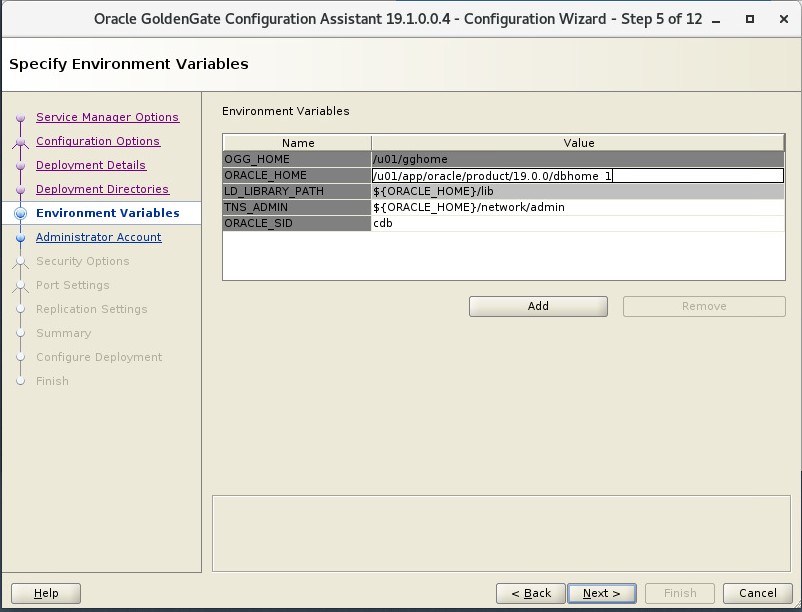 Oracle GoldenGate Configuration Assistant 19.1.0.0.4 - Configuration Wizard - Step 5 of 12
Specify Environment Variables
Service Manager Options
Configuration Options
Deployment Details
Deployment Directories
Environment Variables
Administrator Account
Security Options
Port Settings
Replication Settings
Summary
Configure Deployment
Finish
Environment Variables
Name Value
OGG_HOME /u01/gghome
ORACLE_HOME /u01/app/oracle/product/19.0.0/dbhome_1
LD_LIBRARY_PATH ${ORACLE_HOME}/lib
TNS_ADMIN ${ORACLE_HOME}/network/admin
ORACLE_SID cdb
Add Remove
Help < Back Next > Finish Cancel